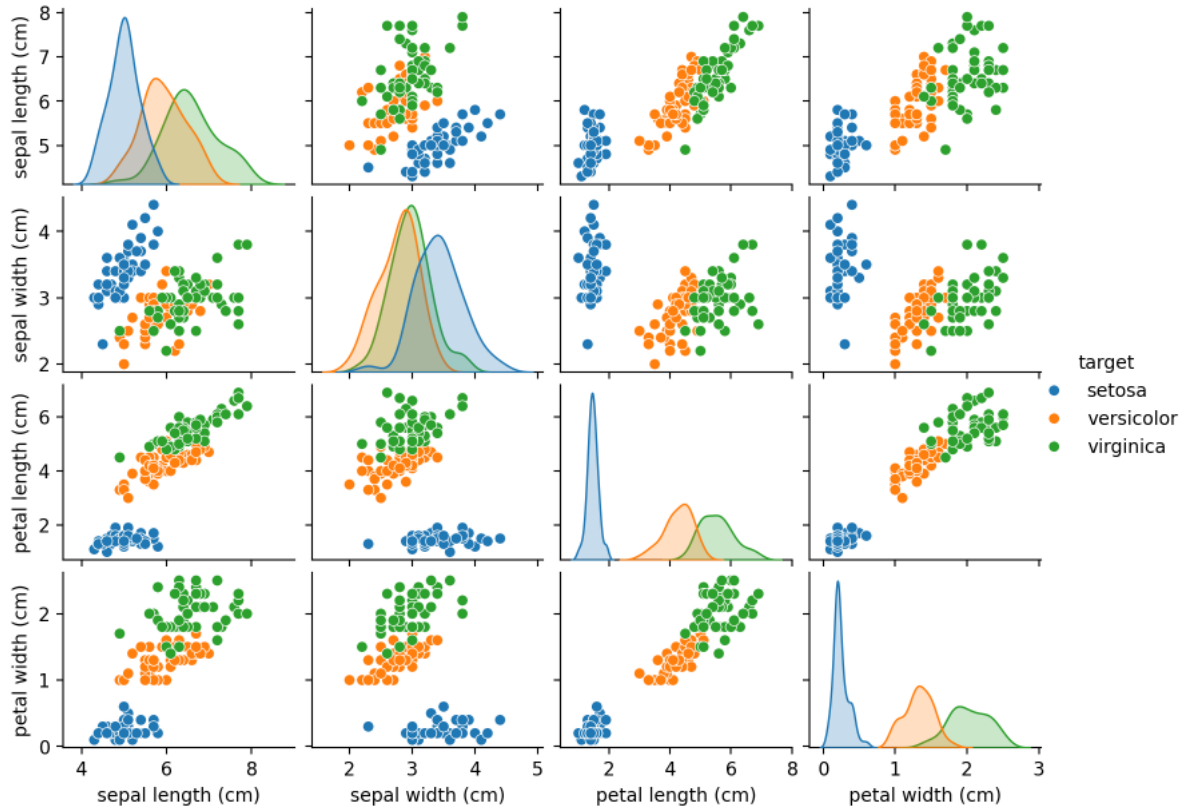 sepal length (cm)
8
7
6
5
sepal width (cm)
4
3
2
target
setosa
versicolor
virginica
petal length (cm)
6
4
2
petal width (cm)
2
1
0
4 6 8
2 3 4 5
0 2 4 6 8
0 1 2 3
sepal length (cm)
sepal width (cm)
petal length (cm)
petal width (cm)